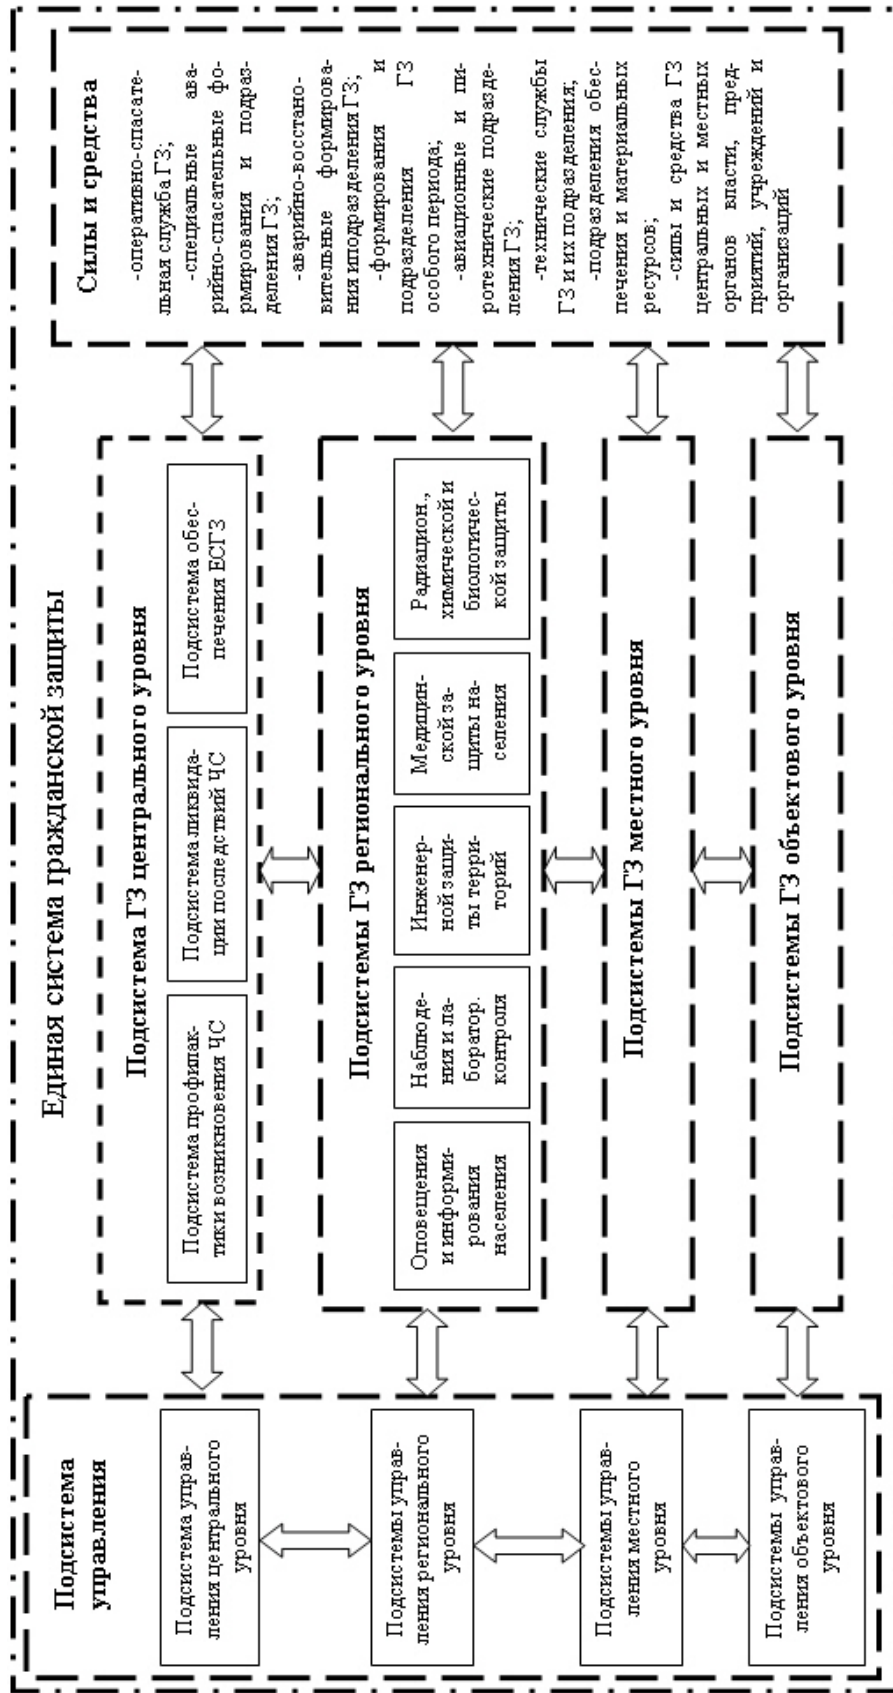 Единая система гражданской защиты
Подсистема
управления
Подсистема управ-
ления центрального
уровня
Подсистемы управ-
ления регионального
уровня
Подсистемы управ-
ления местного
уровня
Подсистемы управ-
ления объектового
уровня
Подсистема ГЗ центрального уровня
Подсистема профилак-
тики возникновения ЧС
Подсистема ликвида-
ции последствий ЧС
Подсистема обес-
печения ЕСГЗ
Подсистемы ГЗ регионального уровня
Оповещения
и информи-
рования
населения
Наблюде-
ния и ла-
боратор.
контроля
Инженер-
ной защи-
ты терри-
торий
Медицин-
ской за-
щиты на-
селения
Радиацион.,
химической и
биологичес-
кой защиты
Подсистемы ГЗ местного уровня
Подсистемы ГЗ объектового уровня
Силы и средства
-оперативно-спасате-
льная служба ГЗ;
-специальные ава-
рийно-спасательные фо-
рмирования и подраз-
деления ГЗ;
-аварийно-восстано-
вительные формирова-
ния иподразделения ГЗ;
-формирования и
подразделения ГЗ
особого периода;
-авиационные и пи-
ротехнические подразде-
ления ГЗ;
-технические службы
ГЗ и их подразделения;
-подразделения обес-
печения и материальных
ресурсов;
-силы и средства ГЗ
центральных и местных
органов власти, пред-
приятий, учреждений и
организаций